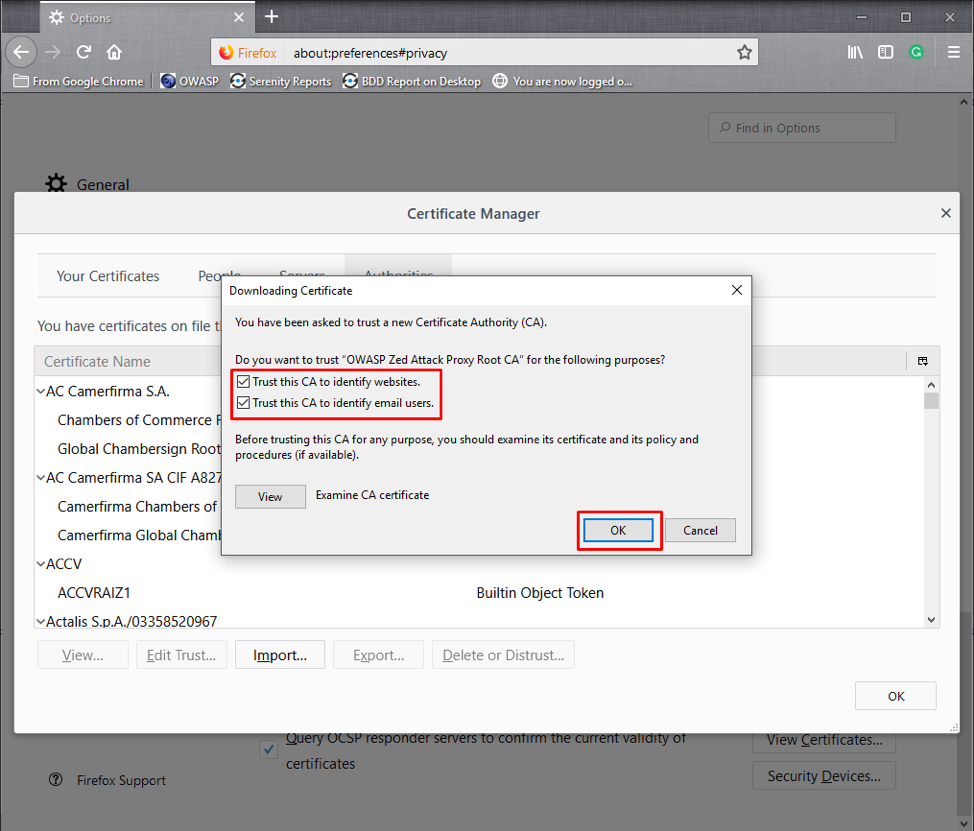 Options
Firefox
about:preferences#privacy
From Google Chrome
OWASP
Serenity Reports
BDD Report on Desktop
You are now logged o...
Find in Options
General
Certificate Manager
Your Certificates
People
Servers
Authorities
You have certificates on file
Certificate Name
AC Camerfirma S.A.
Chambers of Commerce
Global Chambersign Root
AC Camerfirma SA CIF A827
Camerfirma Chambers of
Camerfirma Global Chamb
ACCV
ACCVRAIZ1
Builtin Object Token
Actalis S.p.A./03358520967
Downloading Certificate
You have been asked to trust a new Certificate Authority (CA).
Do you want to trust “OWASP Zed Attack Proxy Root CA” for the following purposes?
Trust this CA to identify websites.
Trust this CA to identify email users.
Before trusting this CA for any purpose, you should examine its certificate and its policy and
procedures (if available).
View
Examine CA certificate
OK
Cancel
View...
Edit Trust...
Import...
Export...
Delete or Distrust...
OK
Query OCSP responder servers to confirm the current validity of
certificates
View Certificates...
Security Devices...
Firefox Support